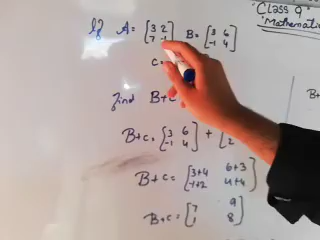 Class 9
Mathematic
If A = [3 2
7 -1] B = [3 6
-1 4]
C =
Find B+C
B+C = [3 6
-1 4] + [
2
B+C = [3+4 6+3
-1+2 4+4]
B+C = [7 9
1 8]